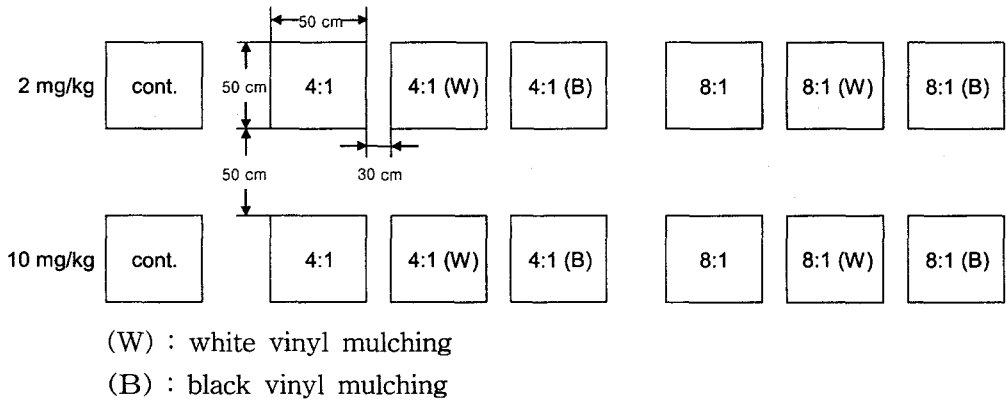 50 cm
2 mg/kg cont. 50 cm 4:1 4:1 (W) 4:1 (B) 8:1 8:1 (W) 8:1 (B)
50 cm 30 cm
10 mg/kg cont. 4:1 4:1 (W) 4:1 (B) 8:1 8:1 (W) 8:1 (B)
(W) : white vinyl mulching
(B) : black vinyl mulching